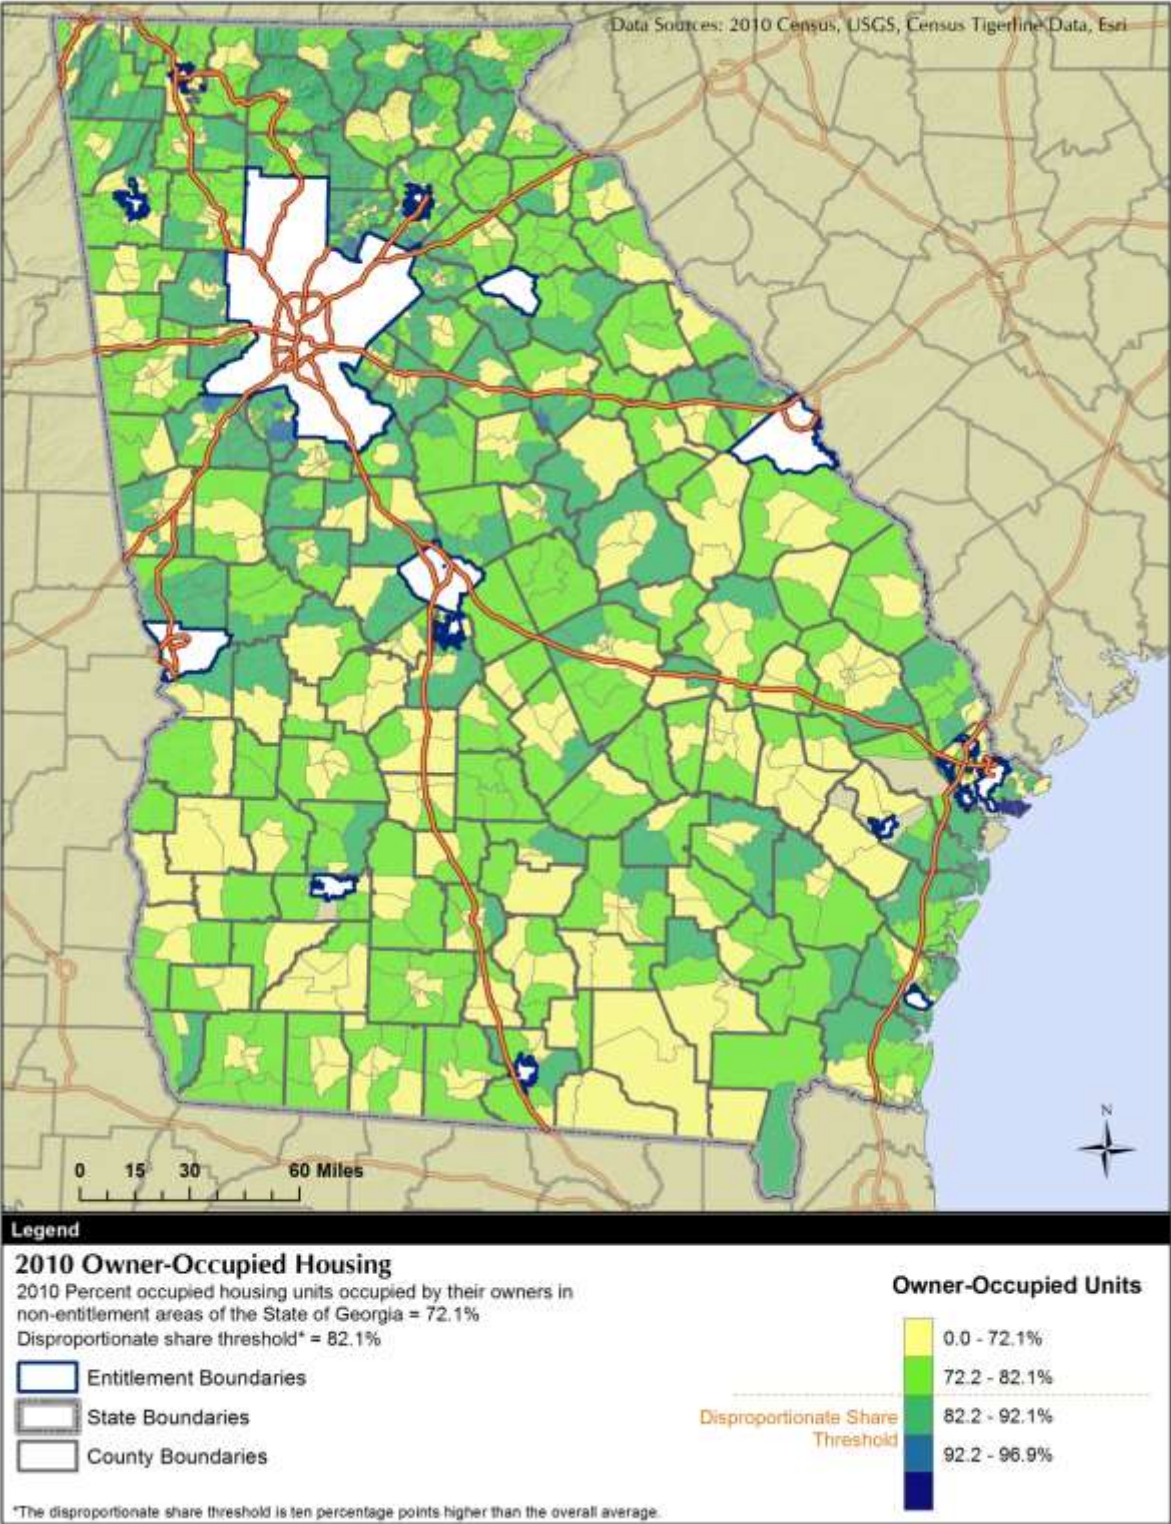 Data Sources: 2010 Census, USGS, Census Tigerline Data, Esri
N
0 15 30 60 Miles
Legend
2010 Owner-Occupied Housing
2010 Percent occupied housing units occupied by their owners in
non-entitlement areas of the State of Georgia = 72.1%
Disproportionate share threshold* = 82.1%
Entitlement Boundaries
State Boundaries
County Boundaries
*The disproportionate share threshold is ten percentage points higher than the overall average.
Owner-Occupied Units
0.0 - 72.1%
72.2 - 82.1%
Disproportionate Share
Threshold
82.2 - 92.1%
92.2 - 96.9%